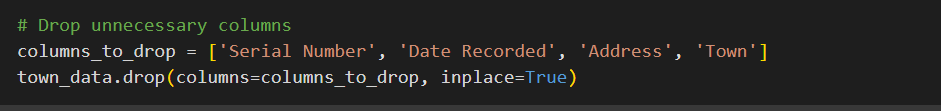 # Drop unnecessary columns
columns_to_drop = ['Serial Number', 'Date Recorded', 'Address', 'Town']
town_data.drop(columns=columns_to_drop, inplace=True)